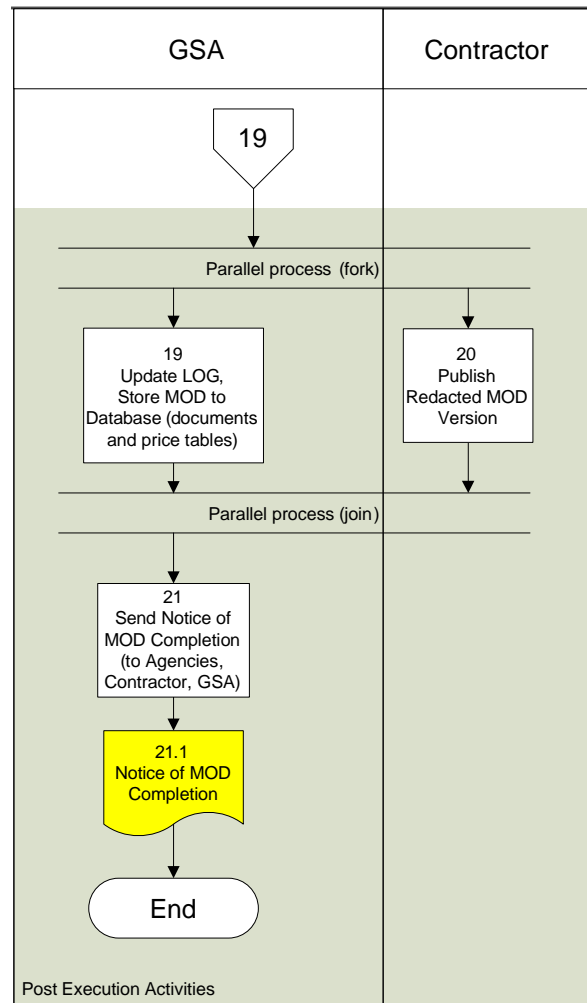 GSA
Contractor
19
Parallel process (fork)
19
Update LOG,
Store MOD to
Database (documents
and price tables)
20
Publish
Redacted MOD
Version
Parallel process (join)
21
Send Notice of
MOD Completion
(to Agencies,
Contractor, GSA)
21.1
Notice of MOD
Completion
End
Post Execution Activities